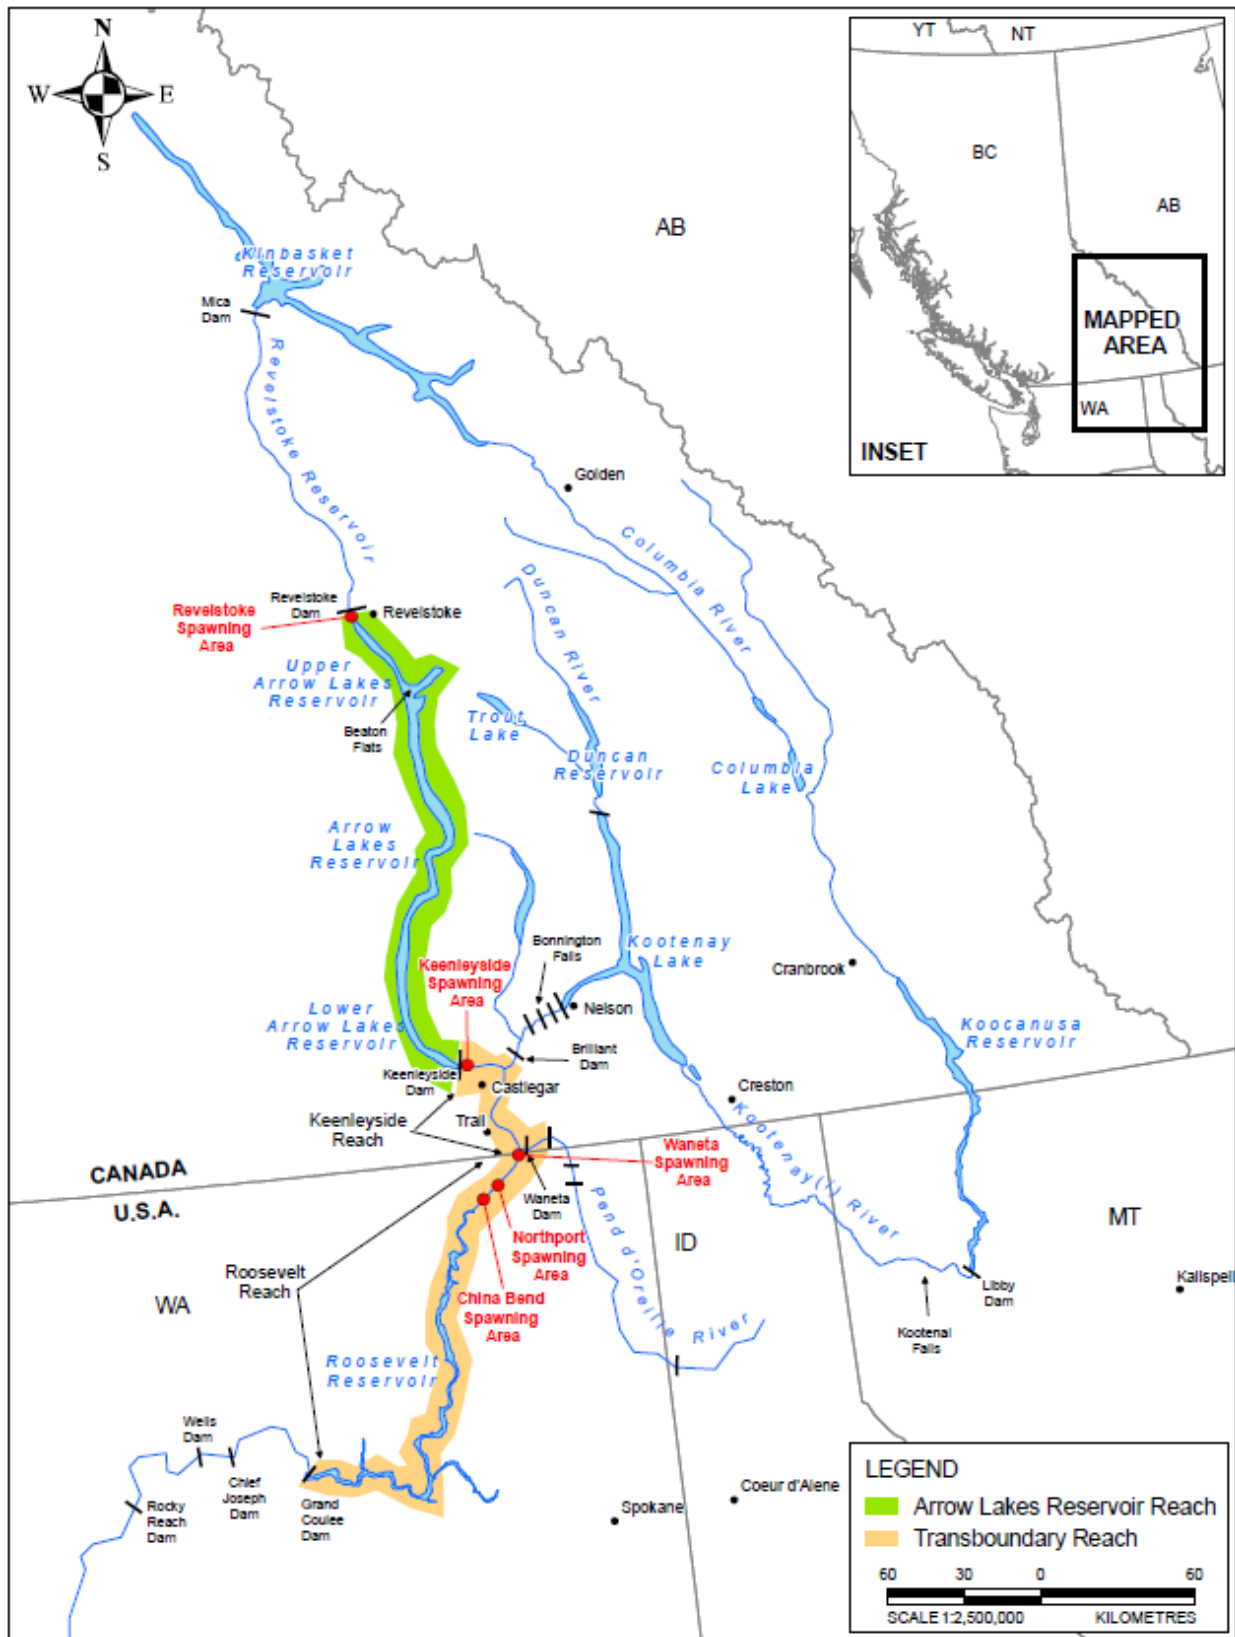 N
W
E
S
YT
NT
BC
AB
MAPPED
AREA
WA
INSET
AB
Kinbasket
Reservoir
Mica
Dam
Revelstoke Reservoir
Golden
Columbia River
Duncan River
Revelstoke
Dam
Revelstoke
Revelstoke
Spawning
Area
Upper
Arrow Lakes
Reservoir
Beaton
Flats
Trout
Lake
Duncan
Reservoir
Columbia
Lake
Arrow
Lakes
Reservoir
Bonnington
Falls
Kootenay
Lake
Cranbrook
Keenleyside
Spawning
Area
Nelson
Lower
Arrow Lakes
Reservoir
Koocanusa
Reservoir
Brilliant
Dam
Keenleyside
Dam
Castlegar
Creston
Keenleyside
Reach
Trail
Kootenay(i) River
Waneta
Spawning
Area
CANADA
U.S.A.
Waneta
Dam
Pend d'Oreille River
ID
MT
Northport
Spawning
Area
Roosevelt
Reach
WA
China Bend
Spawning
Area
Libby
Dam
Kalispell
Kootenai
Falls
Roosevelt
Reservoir
Wells
Dam
Chief
Joseph
Dam
Rocky
Reach
Dam
Grand
Coulee
Dam
Spokane
Coeur d'Alene
LEGEND
Arrow Lakes Reservoir Reach
Transboundary Reach
60 30 0 60
SCALE 1:2,500,000 KILOMETRES